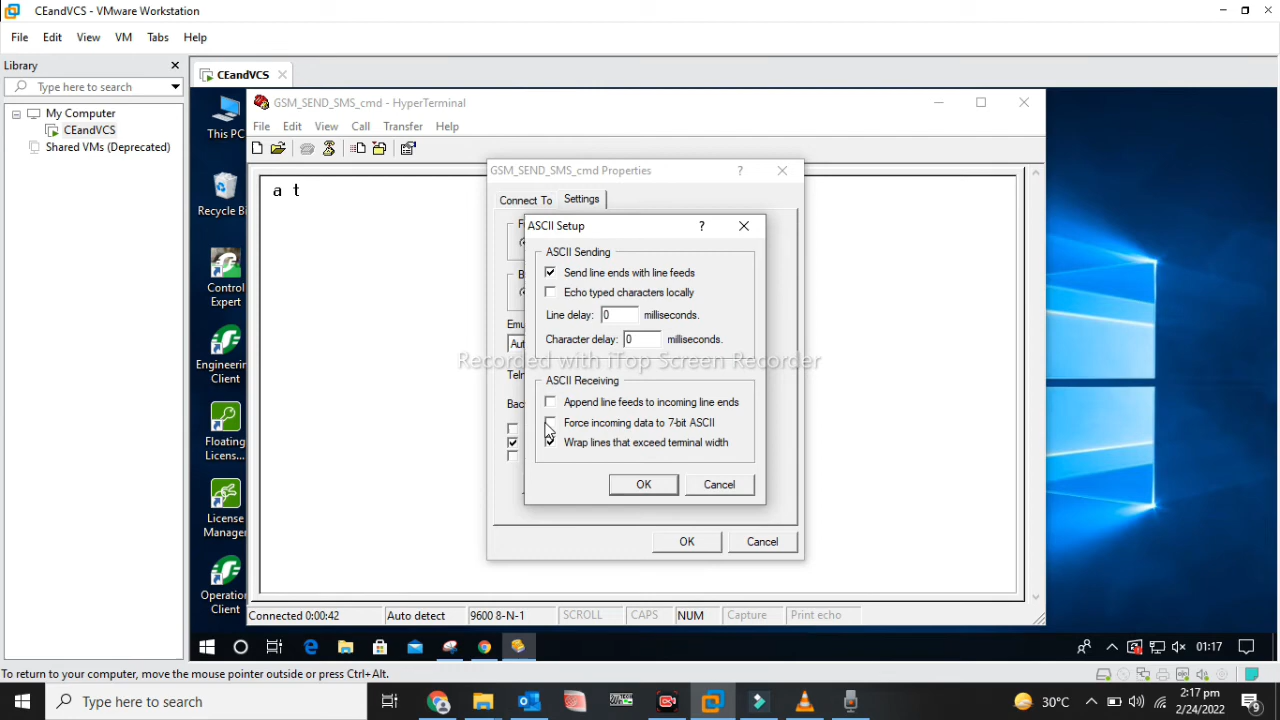 CEandVCS - VMware Workstation
File Edit View VM Tabs Help
Library
Type here to search
My Computer
CEandVCS
Shared VMs (Deprecated)
CEandVCS
This PC
Recycle Bi
Control
Expert
Engineering
Client
Floating
Licensing
License
Manager
Operation
Client
GSM_SEND_SMS_cmd - HyperTerminal
File Edit View Call Transfer Help
a t
GSM_SEND_SMS_cmd Properties
Connect To Settings
Emu
Aut
Teln
Bac
ASCII Setup
ASCII Sending
Send line ends with line feeds
Echo typed characters locally
Line delay: 0 milliseconds.
Character delay: 0 milliseconds.
Recorded with iTop Screen Recorder
ASCII Receiving
Append line feeds to incoming line ends
Force incoming data to 7-bit ASCII
Wrap lines that exceed terminal width
OK Cancel
OK Cancel
Connected 0:00:42 Auto detect 9600 8-N-1 SCROLL CAPS NUM Capture Print echo
01:17
To return to your computer, move the mouse pointer outside or press Ctrl+Alt.
Type here to search
30°C
2:17 pm
2/24/2022
9